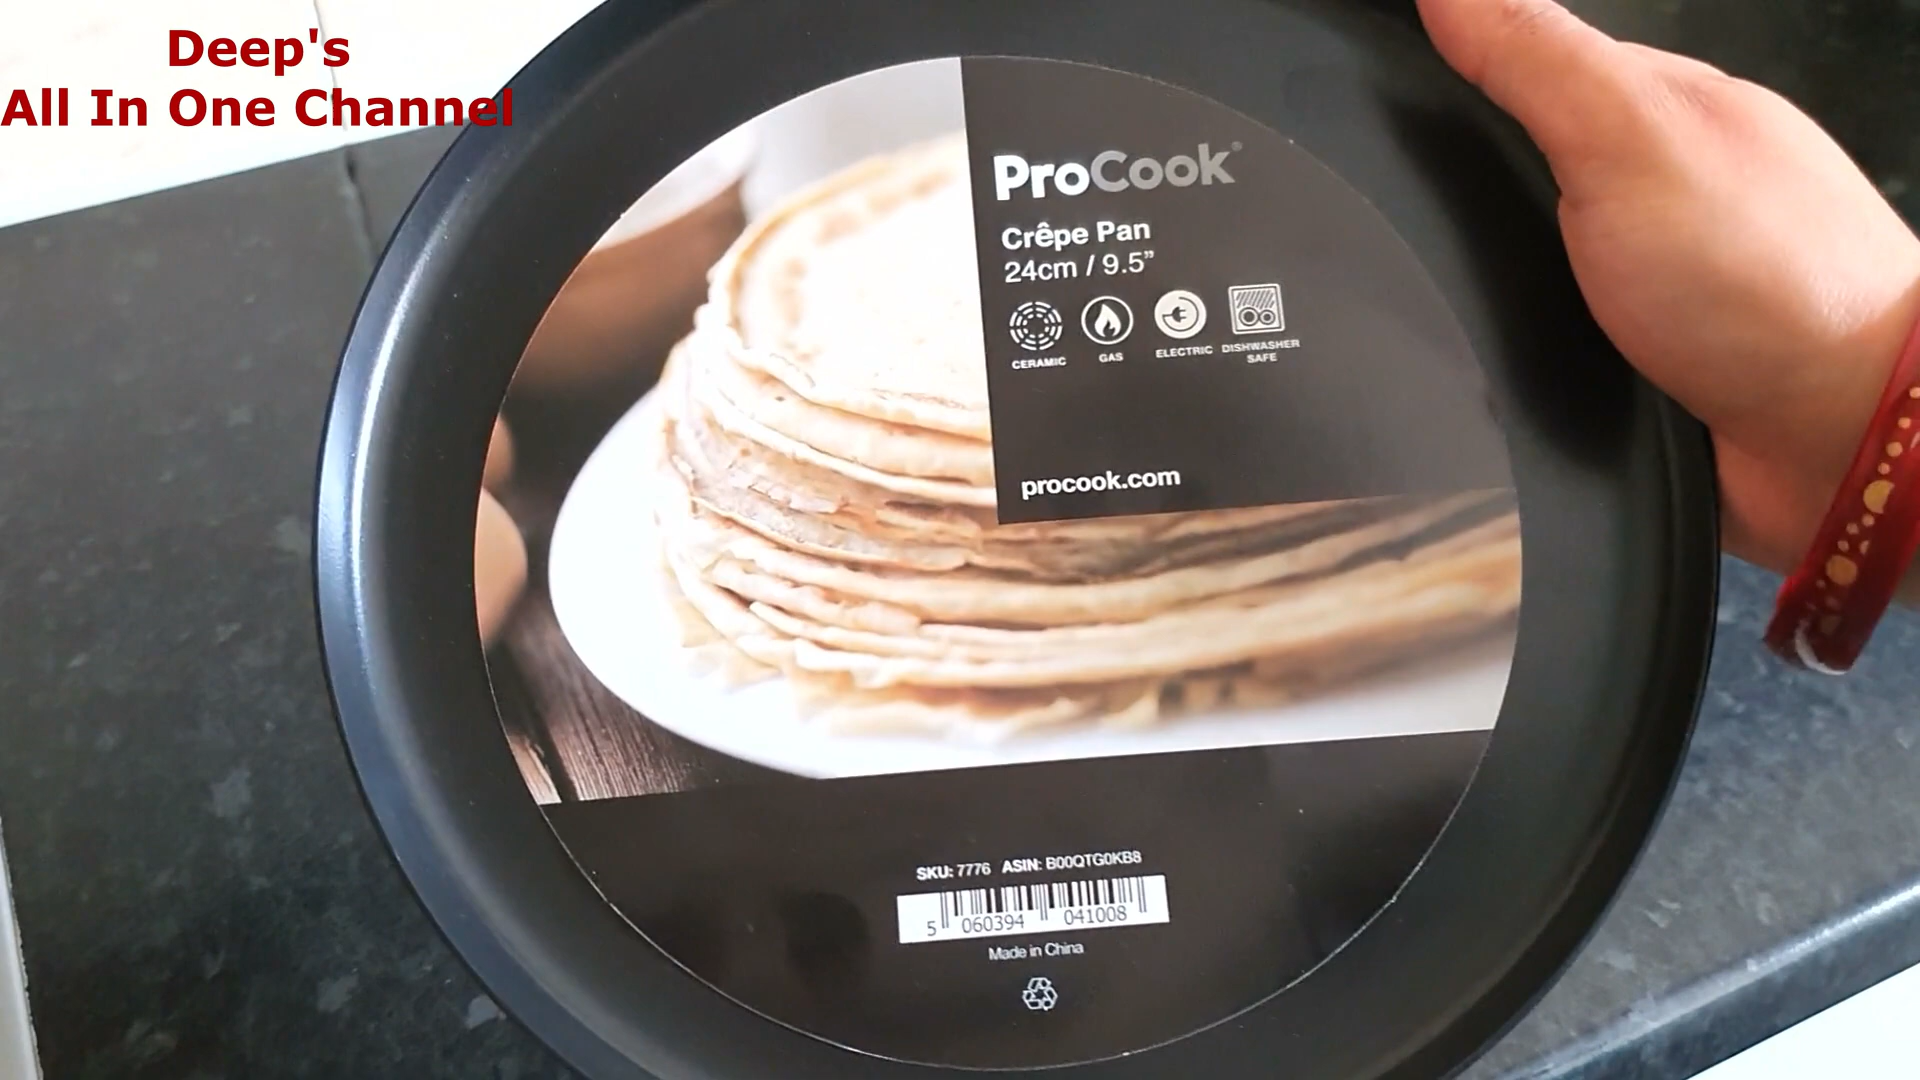 Deep's
All In One Channel
ProCook®
Crêpe Pan
24cm / 9.5”
CERAMIC
GAS
ELECTRIC
DISHWASHER
SAFE
procook.com
SKU: 7776 ASIN: B00QTG0KB8
5 060394 041008
Made in China